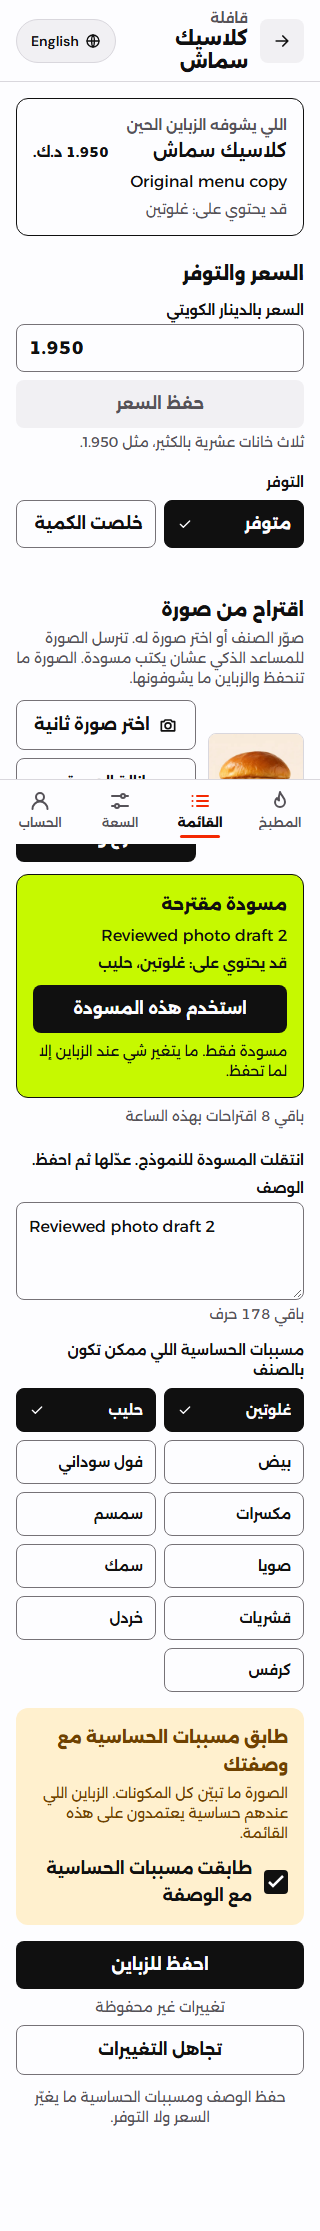 قافلة
كلاسيك
سماش
English
اللي يشوفه الزباين الحين
كلاسيك سماش
1.950 د.ك.
Original menu copy
قد يحتوي على: غلوتين
السعر والتوفر
السعر بالدينار الكويتي
1.950
حفظ السعر
ثلاث خانات عشرية بالكثير، مثل 1.950.
التوفر
متوفر
خلصت الكمية
اقتراح من صورة
صوّر الصنف أو اختر صورة له. تنرسل الصورة
للمساعد الذكي عشان يكتب مسودة. الصورة ما
تنحفظ والزباين ما يشوفونها.
اختر صورة ثانية
المطبخ
القائمة
السعة
الحساب
مسودة مقترحة
Reviewed photo draft 2
قد يحتوي على: غلوتين، حليب
استخدم هذه المسودة
مسودة فقط. ما يتغير شي عند الزباين إلا
لما تحفظ.
باقي 8 اقتراحات بهذه الساعة
انتقلت المسودة للنموذج. عدّلها ثم احفظ.
الوصف
Reviewed photo draft 2
باقي 178 حرف
مسببات الحساسية اللي ممكن تكون
بالصنف
غلوتين
حليب
بيض
فول سوداني
مكسرات
سمسم
صويا
سمك
قشريات
خردل
كرفس
طابق مسببات الحساسية مع
وصفتك
الصورة ما تبيّن كل المكونات. الزباين اللي
عندهم حساسية يعتمدون على هذه
القائمة.
طابقت مسببات الحساسية
مع الوصفة
احفظ للزباين
تغييرات غير محفوظة
تجاهل التغييرات
حفظ الوصف ومسببات الحساسية ما يغيّر
السعر ولا التوفر.